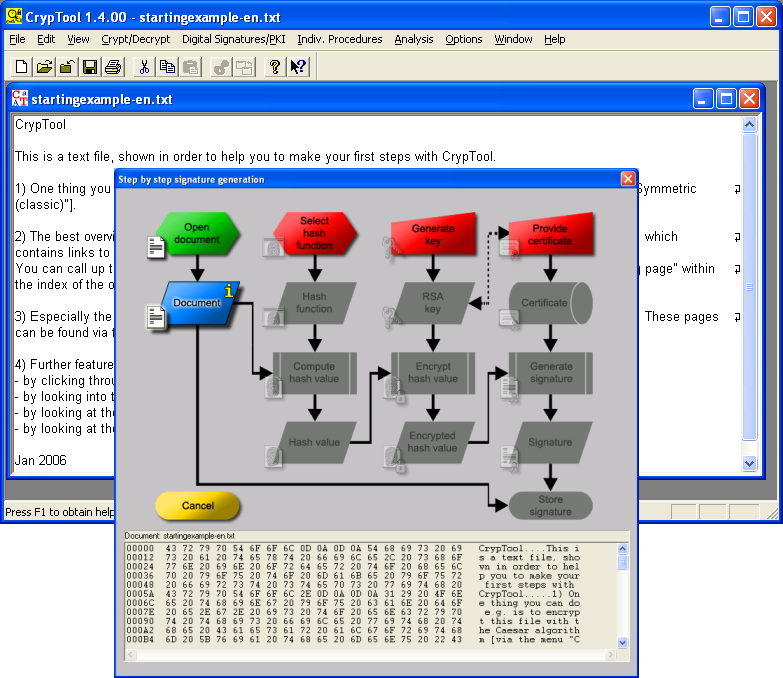 CrypTool 1.4.00 - startingexample-en.txt
File Edit View Crypt/Decrypt Digital Signatures/PKI Indiv. Procedures Analysis Options Window Help
startingexample-en.txt
CrypTool
This is a text file, shown in order to help you to make your first steps with CrypTool.
1) One thing you
Symmetric
(classic)"].
2) The best overvi
which
contains links to
You can call up t
g page" within
the index of the o
3) Especially the
These pages
can be found via t
4) Further feature
- by clicking throu
- by looking into t
- by looking at the
- by looking at the
Jan 2006
Press F1 to obtain help
Step by step signature generation
Open
document
Select
hash
function
Generate
key
Provide
certificate
Document
i
Hash
function
RSA
key
Certificate
Compute
hash value
Encrypt
hash value
Generate
signature
Hash value
Encrypted
hash value
Signature
Cancel
Store
signature
Document: startingexample-en.txt
00000 43 72 79 70 54 6F 6F 6C 0D 0A 0D 0A 54 68 69 73 20 69 CrypTool....This i
00012 73 20 61 20 74 65 78 74 20 66 69 6C 65 2C 20 73 68 6F s a text file, sho
00024 77 6E 20 69 6E 20 6F 72 64 65 72 20 74 6F 20 68 65 6C wn in order to hel
00036 70 20 79 6F 75 20 74 6F 20 6D 61 6B 65 20 79 6F 75 72 p you to make your
00048 20 66 69 72 73 74 20 73 74 65 70 73 20 77 69 74 68 20 first steps with
0005A 43 72 79 70 54 6F 6F 6C 2E 0D 0A 0D 0A 31 29 20 4F 6E CrypTool.....1) On
0006C 65 20 74 68 69 6E 67 20 79 6F 75 20 63 61 6E 20 64 6F e thing you can do
0007E 20 65 2E 67 2E 20 69 73 20 74 6F 20 65 6E 63 72 79 70 e.g. is to encryp
00090 74 20 74 68 69 73 20 66 69 6C 65 20 77 69 74 68 20 74 t this file with t
000A2 68 65 20 43 61 65 73 61 72 20 61 6C 67 6F 72 69 74 68 he Caesar algorith
000B4 6D 20 5B 76 69 61 20 74 68 65 20 6D 65 6E 75 20 22 43 m [via the menu "C